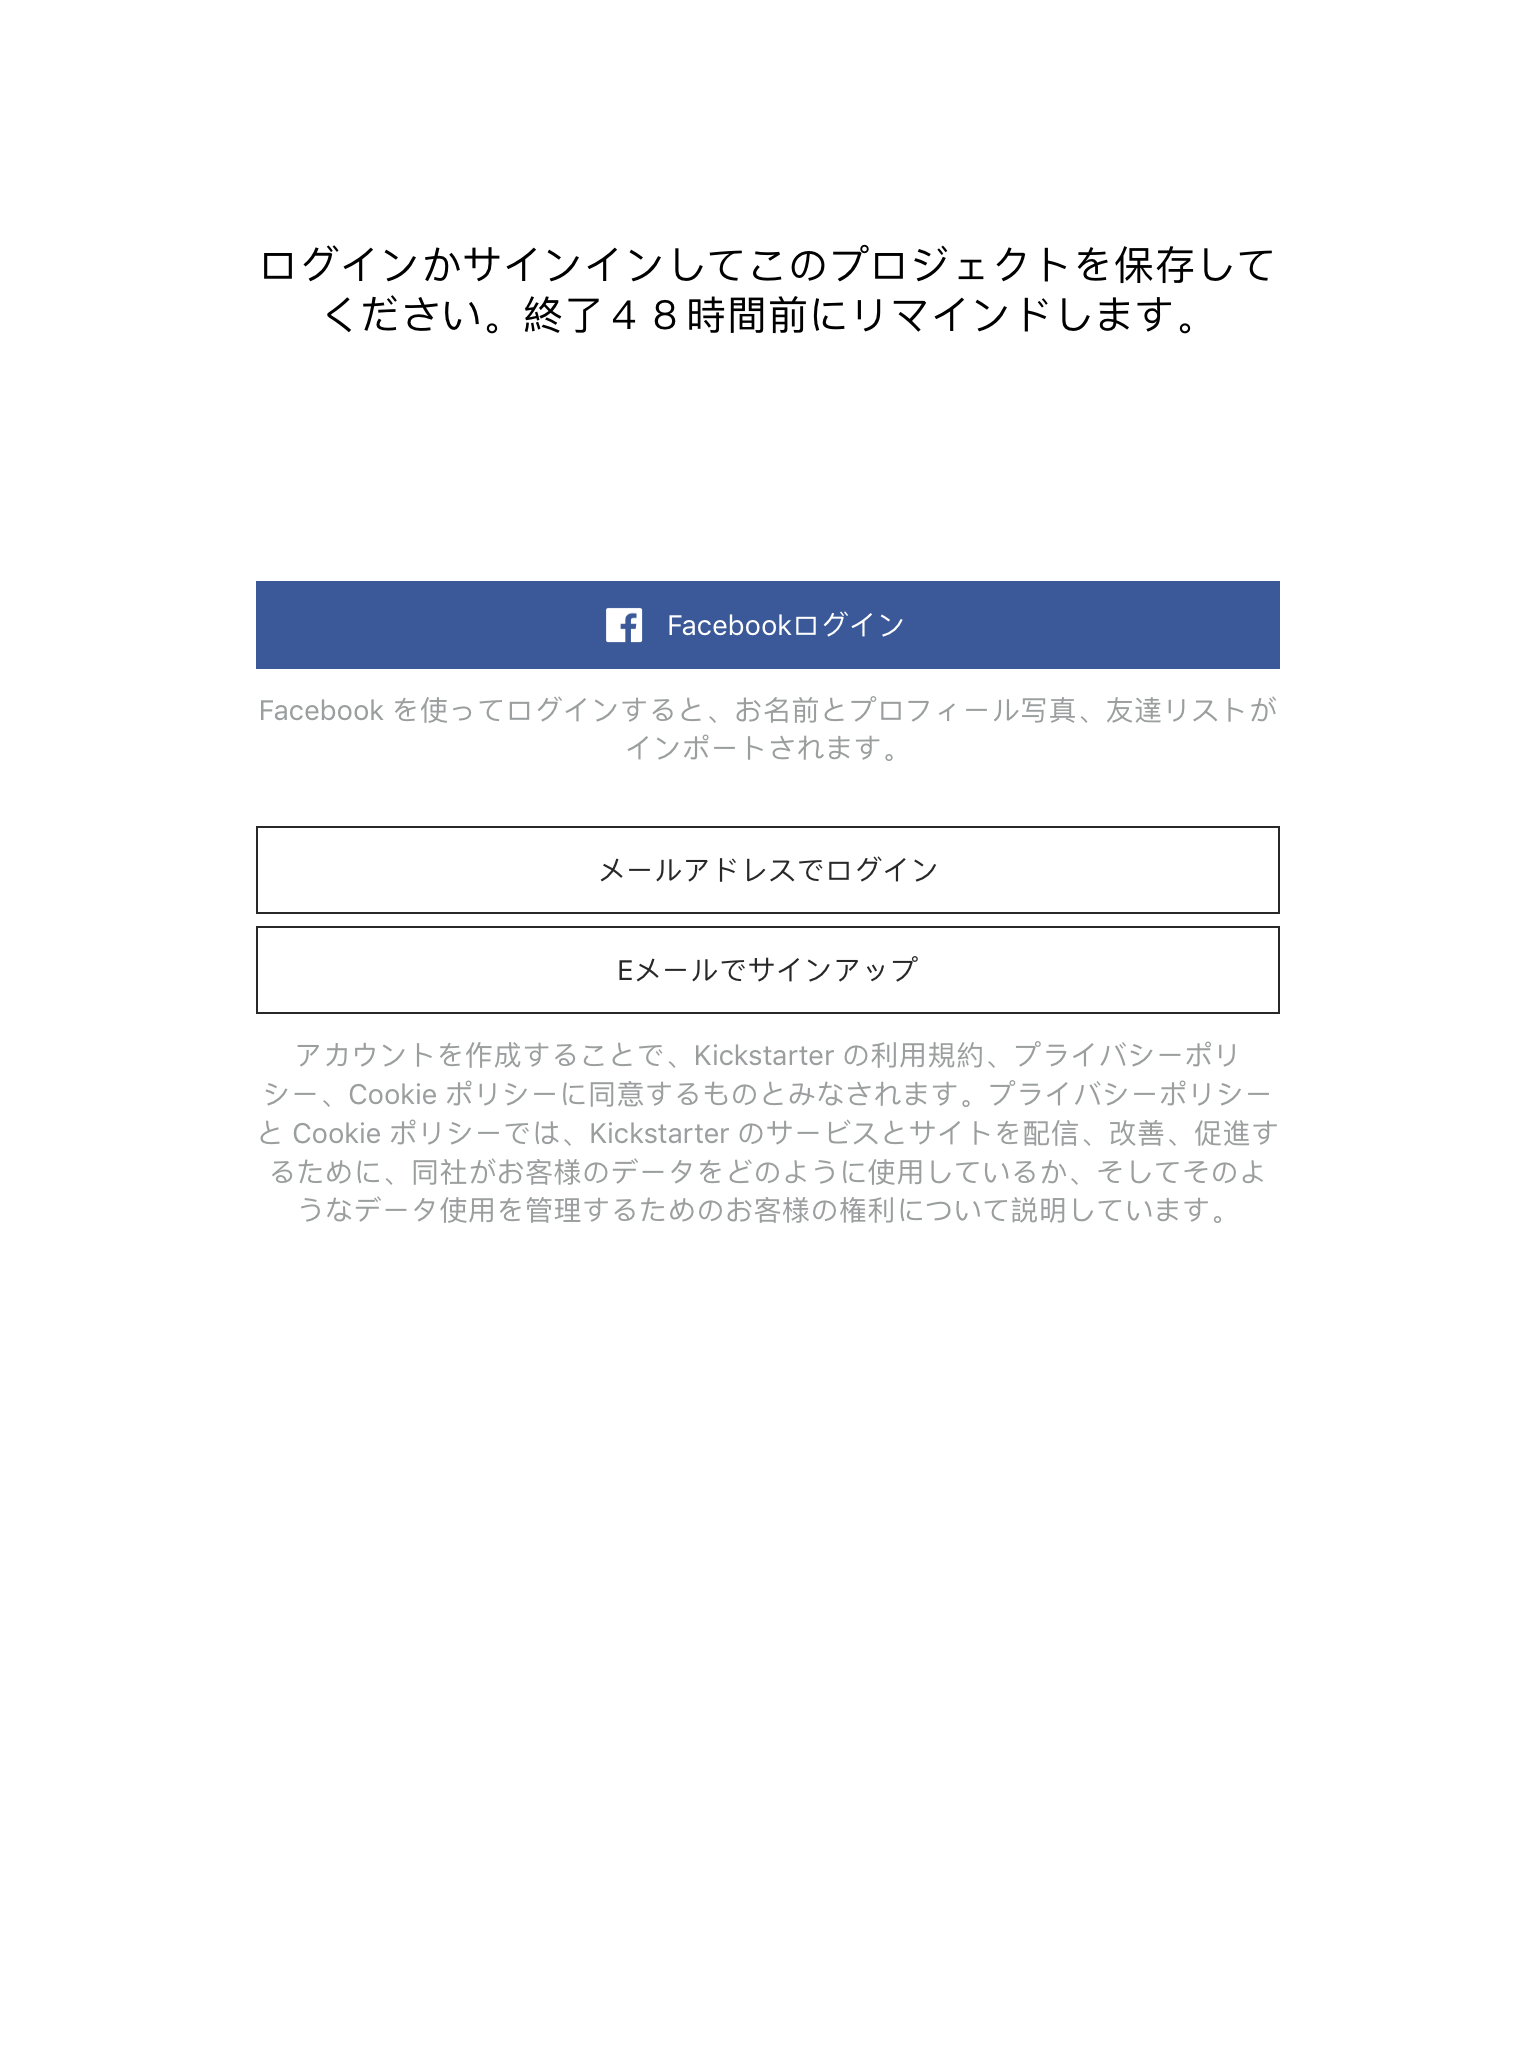 ログインかサインインしてこのプロジェクトを保存して
ください。終了４８時間前にリマインドします。
Facebookログイン
Facebook を使ってログインすると、お名前とプロフィール写真、友達リストが
インポートされます。
メールアドレスでログイン
Eメールでサインアップ
アカウントを作成することで、Kickstarter の利用規約、プライバシーポリ
シー、Cookie ポリシーに同意するものとみなされます。プライバシーポリシー
と Cookie ポリシーでは、Kickstarter のサービスとサイトを配信、改善、促進す
るために、同社がお客様のデータをどのように使用しているか、そしてそのよ
うなデータ使用を管理するためのお客様の権利について説明しています。